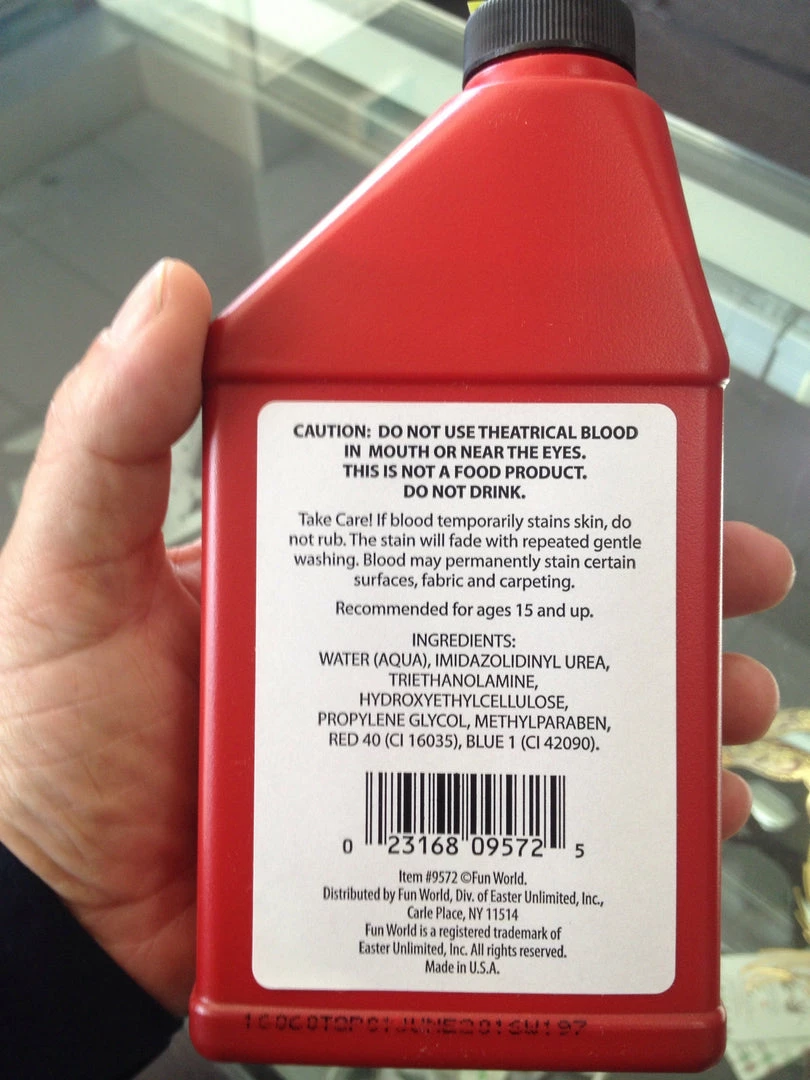 CAUTION: DO NOT USE THEATRICAL BLOOD
IN MOUTH OR NEAR THE EYES.
THIS IS NOT A FOOD PRODUCT.
DO NOT DRINK.
Take Care! If blood temporarily stains skin, do
not rub. The stain will fade with repeated gentle
washing. Blood may permanently stain certain
surfaces, fabric and carpeting.
Recommended for ages 15 and up.
INGREDIENTS:
WATER (AQUA), IMIDAZOLIDINYL UREA,
TRIETHANOLAMINE,
HYDROXYETHYLCELLULOSE,
PROPYLENE GLYCOL, METHYLPARABEN,
RED 40 (CI 16035), BLUE 1 (CI 42090).
0 23168 09572 5
Item #9572 ©Fun World.
Distributed by Fun World, Div. of Easter Unlimited, Inc.,
Carle Place, NY 11514
Fun World is a registered trademark of
Easter Unlimited, Inc. All rights reserved.
Made in U.S.A.